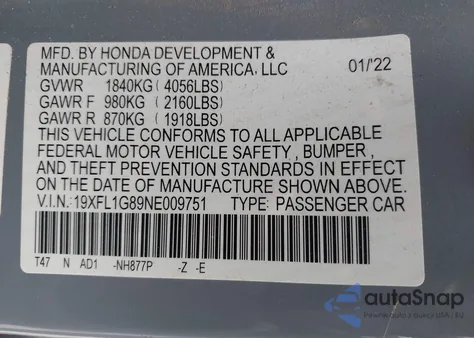 MFD. BY HONDA DEVELOPMENT &
MANUFACTURING OF AMERICA, LLC 01/'22
GVWR 1840KG ( 4056LBS)
GAWR F 980KG ( 2160LBS)
GAWR R 870KG ( 1918LBS)
THIS VEHICLE CONFORMS TO ALL APPLICABLE
FEDERAL MOTOR VEHICLE SAFETY , BUMPER ,
AND THEFT PREVENTION STANDARDS IN EFFECT
ON THE DATE OF MANUFACTURE SHOWN ABOVE.
V.I.N.: 19XFL1G89NE009751 TYPE: PASSENGER CAR
T47 N AD1 -NH877P -Z -E
autoSnap